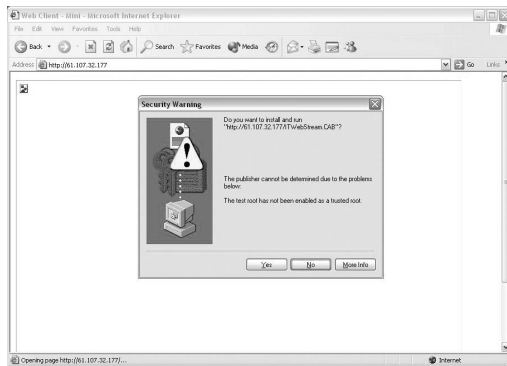 Web Client - Mini - Microsoft Internet Explorer
File Edit View Favorites Tools Help
Back Search Favorites Media
Address http://61.107.32.177 Go Links
Security Warning
Do you want to install and run
"http://61.107.32.177/ITWebStream.CAB"?
The publisher cannot be determined due to the problems
below:
The test root has not been enabled as a trusted root.
Yes No More Info
Opening page http://61.107.32.177/... Internet